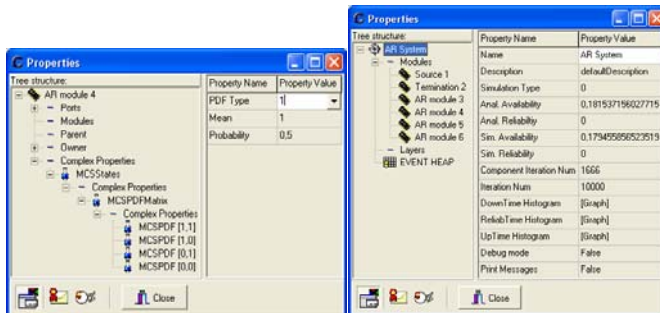 Properties
Tree structure:
AR module 4
Ports
Modules
Parent
Owner
Complex Properties
MCSStates
Complex Properties
MCSPDFMatrix
Complex Properties
MCSPDF [1,1]
MCSPDF [1,0]
MCSPDF [0,1]
MCSPDF [0,0]
Property Name Property Value
PDF Type 1
Mean 1
Probability 0,5
Close
Properties
Tree structure:
AR System
Modules
Source 1
Termination 2
AR module 3
AR module 4
AR module 5
AR module 6
Layers
EVENT HEAP
Property Name Property Value
Name AR System
Description defaultDescription
Simulation Type 0
Anal. Availability 0,181537156027715
Anal. Reliability 0
Sim. Availability 0,179455856523519
Sim. Reliability 0
Component Iteration Num 1666
Iteration Num 10000
DownTime Histogram [Graph]
ReliabTime Histogram [Graph]
UpTime Histogram [Graph]
Debug mode False
Print Messages False
Close